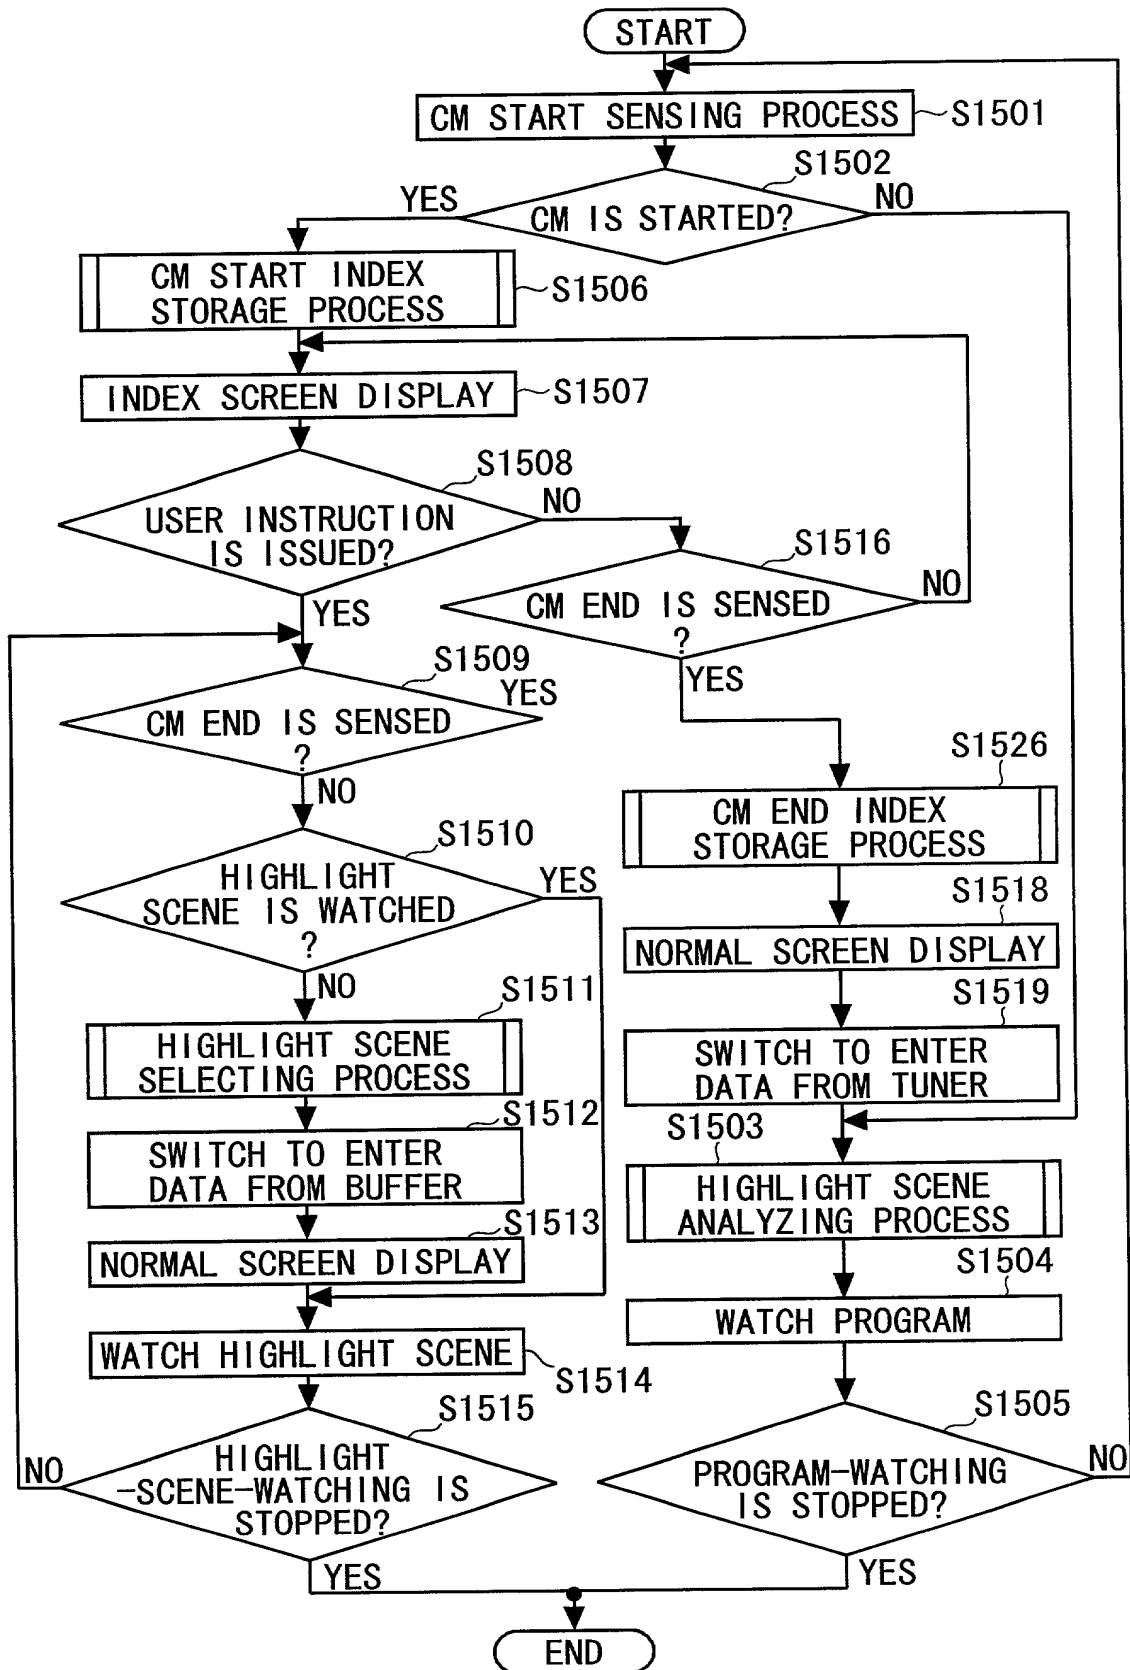 START
CM START SENSING PROCESS
S1501
S1502
YES
CM IS STARTED?
NO
CM START INDEX
STORAGE PROCESS
S1506
INDEX SCREEN DISPLAY
S1507
S1508
USER INSTRUCTION
IS ISSUED?
NO
YES
S1516
CM END IS SENSED
?
NO
YES
S1509
YES
CM END IS SENSED
?
NO
S1526
CM END INDEX
STORAGE PROCESS
S1510
HIGHLIGHT
SCENE IS WATCHED
?
YES
NO
S1518
NORMAL SCREEN DISPLAY
S1519
SWITCH TO ENTER
DATA FROM TUNER
S1511
HIGHLIGHT SCENE
SELECTING PROCESS
S1512
SWITCH TO ENTER
DATA FROM BUFFER
S1503
HIGHLIGHT SCENE
ANALYZING PROCESS
S1513
NORMAL SCREEN DISPLAY
S1504
WATCH PROGRAM
WATCH HIGHLIGHT SCENE
S1514
S1515
HIGHLIGHT
-SCENE-WATCHING IS
STOPPED?
NO
YES
S1505
PROGRAM-WATCHING
IS STOPPED?
NO
YES
END